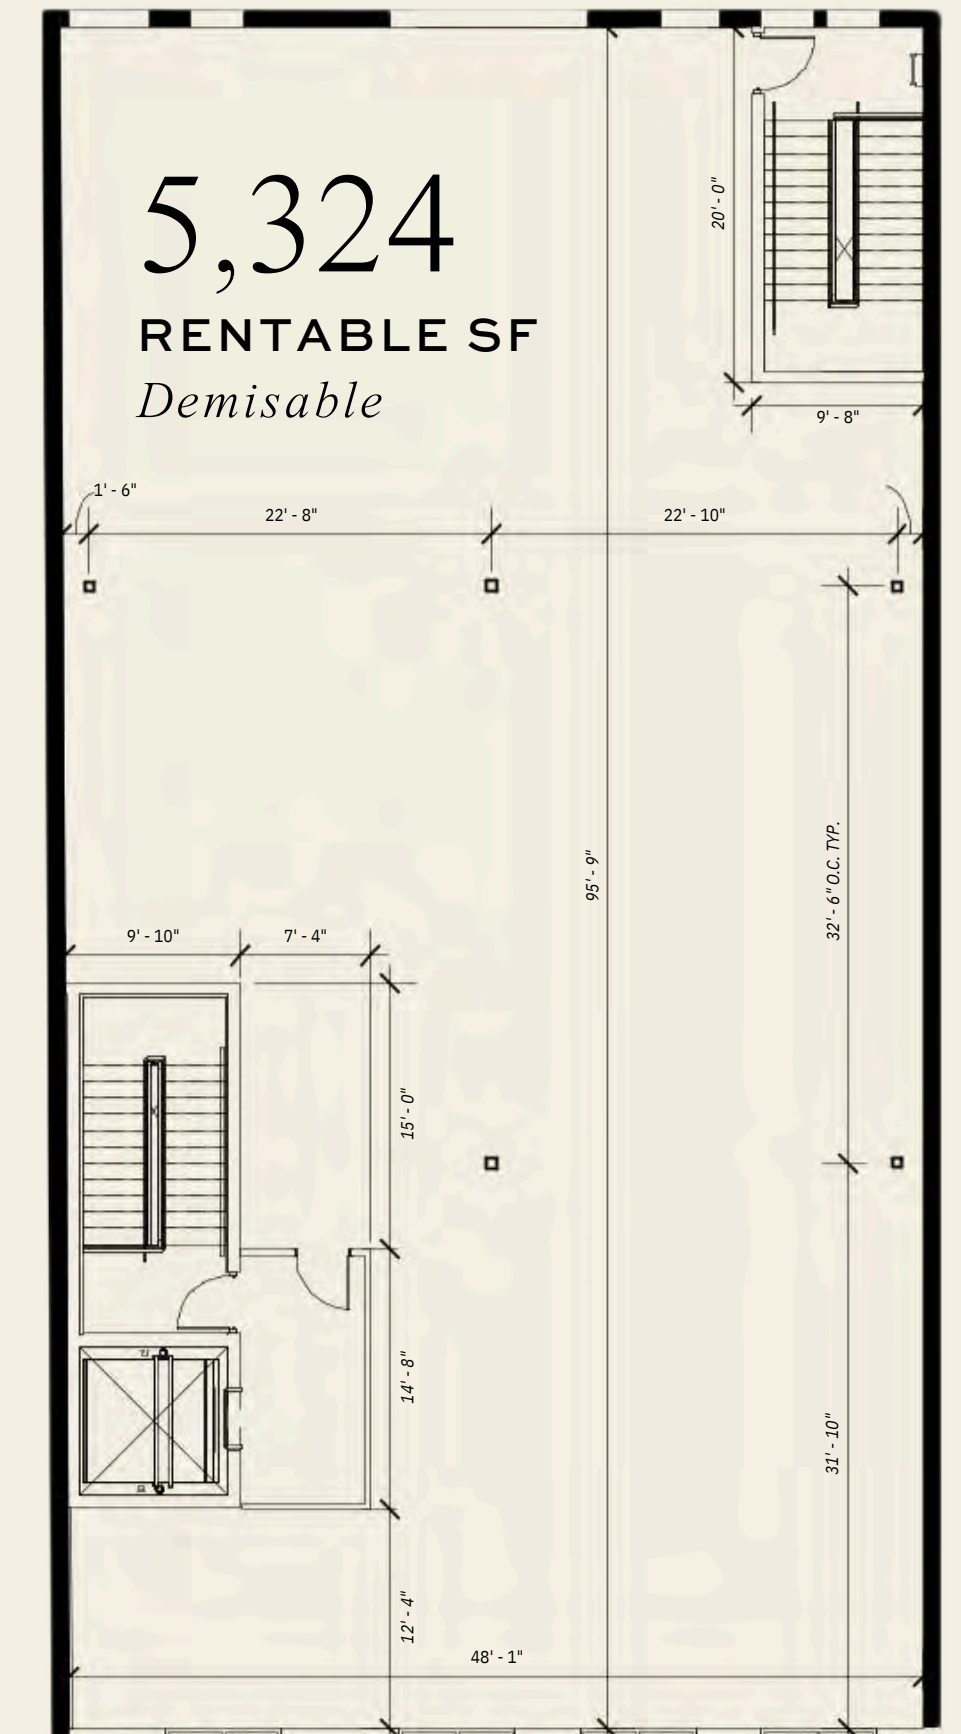 5,324
RENTABLE SF
Demisable
20' - 0"
9' - 8"
1' - 6"
22' - 8"
22' - 10"
95' - 9"
32' - 6" O.C. TYP.
9' - 10"
7' - 4"
15' - 0"
14' - 8"
31' - 10"
12' - 4"
48' - 1"